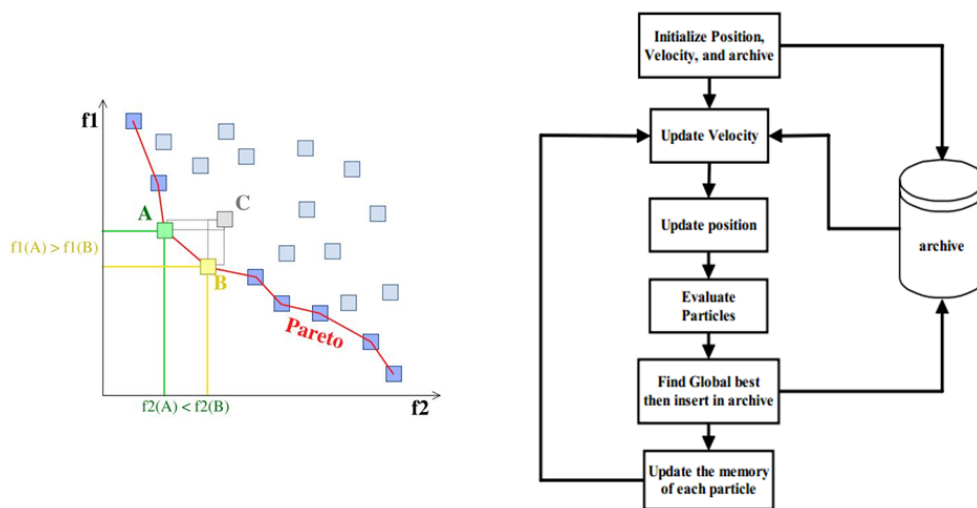 f1
A
C
f1(A) > f1(B)
B
Pareto
f2(A) < f2(B)
f2
Initialize Position,
Velocity, and archive
Update Velocity
Update position
archive
Evaluate
Particles
Find Global best
then insert in archive
Update the memory
of each particle